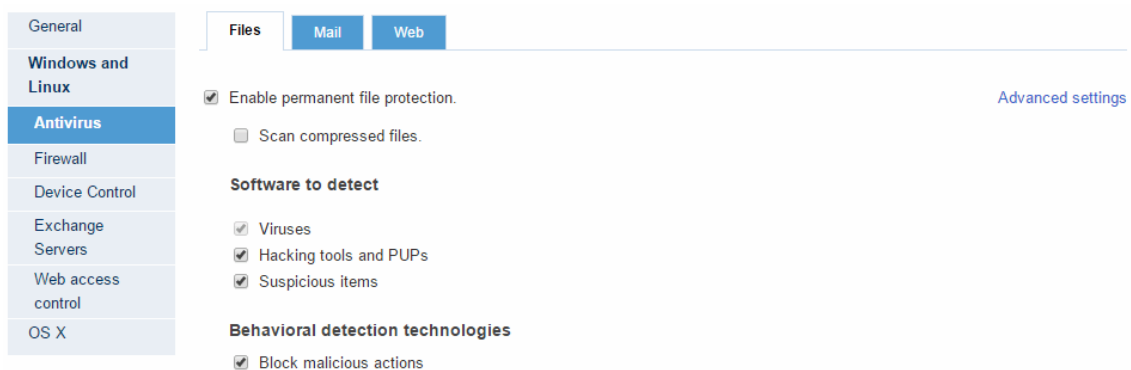 General
Windows and
Linux
Antivirus
Firewall
Device Control
Exchange
Servers
Web access
control
OS X
Files
Mail
Web
Enable permanent file protection.
Advanced settings
Scan compressed files.
Software to detect
Viruses
Hacking tools and PUPs
Suspicious items
Behavioral detection technologies
Block malicious actions